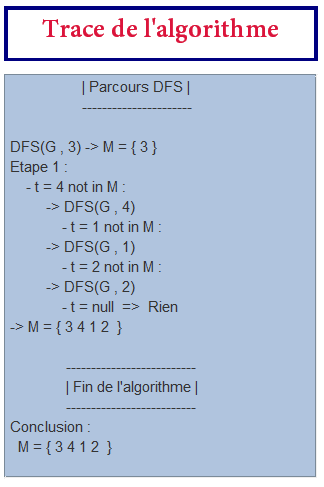 Trace de l'algorithme
| Parcours DFS |
----------------------
DFS(G , 3) -> M = { 3 }
Etape 1 :
- t = 4 not in M :
-> DFS(G , 4)
- t = 1 not in M :
-> DFS(G , 1)
- t = 2 not in M :
-> DFS(G , 2)
- t = null  =>  Rien
-> M = { 3 4 1 2  }
--------------------------
| Fin de l'algorithme |
--------------------------
Conclusion :
M = { 3 4 1 2  }